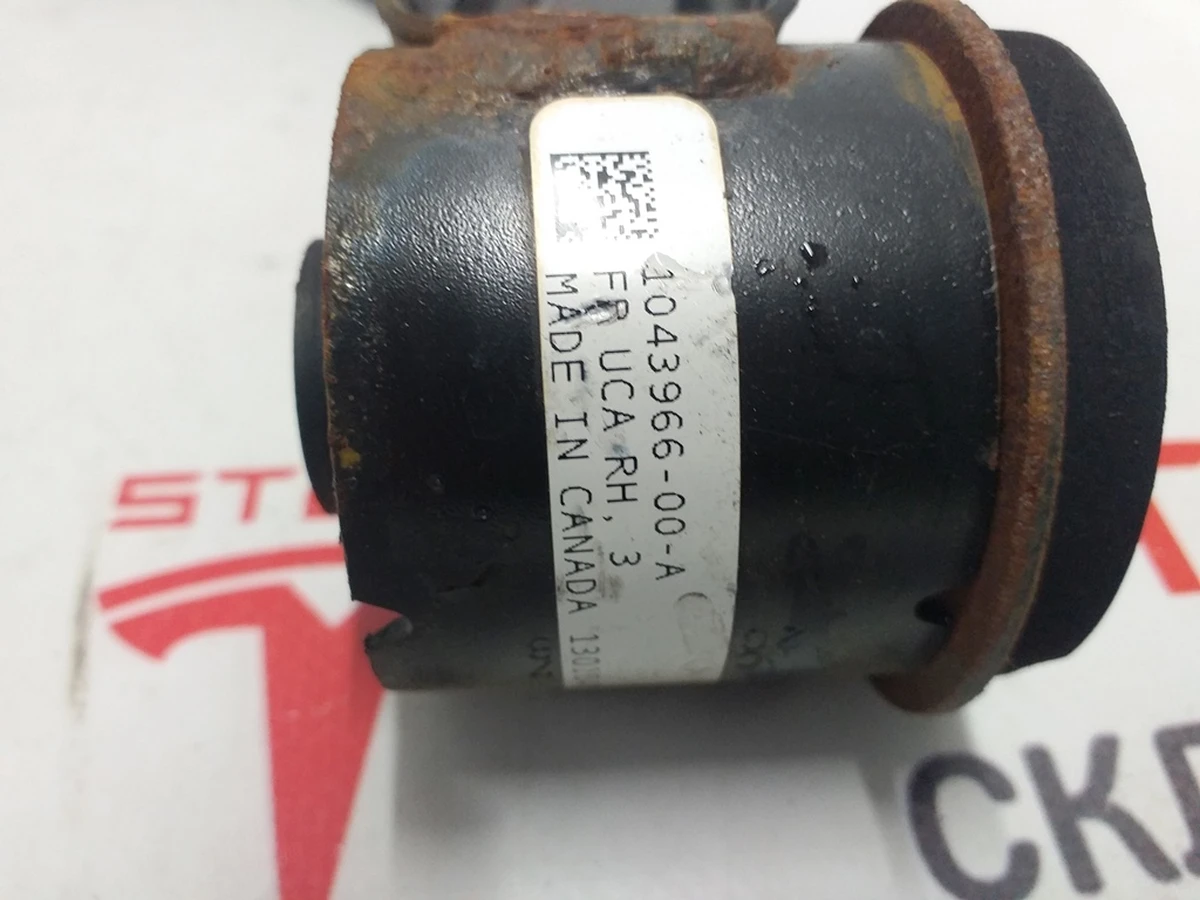 1043966-00-A
FR UCA RH, 3
MADE IN CANADA